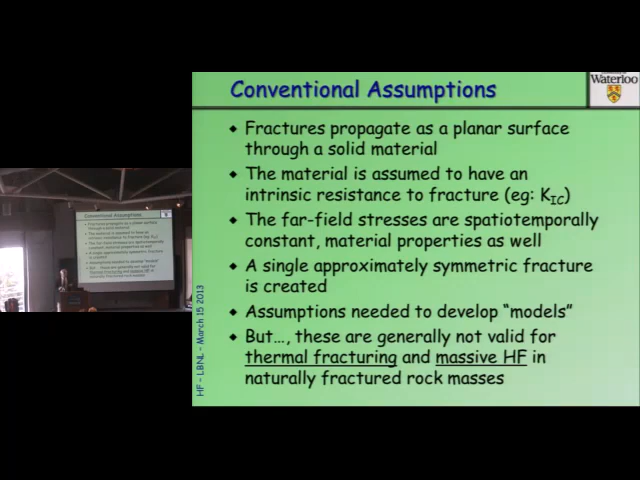 Conventional Assumptions
Waterloo
Fractures propagate as a planar surface
through a solid material
The material is assumed to have an
intrinsic resistance to fracture (eg: KIC)
The far-field stresses are spatiotemporally
constant, material properties as well
A single approximately symmetric fracture
is created
Assumptions needed to develop “models”
But…, these are generally not valid for
thermal fracturing and massive HF in
naturally fractured rock masses
HF - LBNL - March 15 2013
Conventional Assumptions